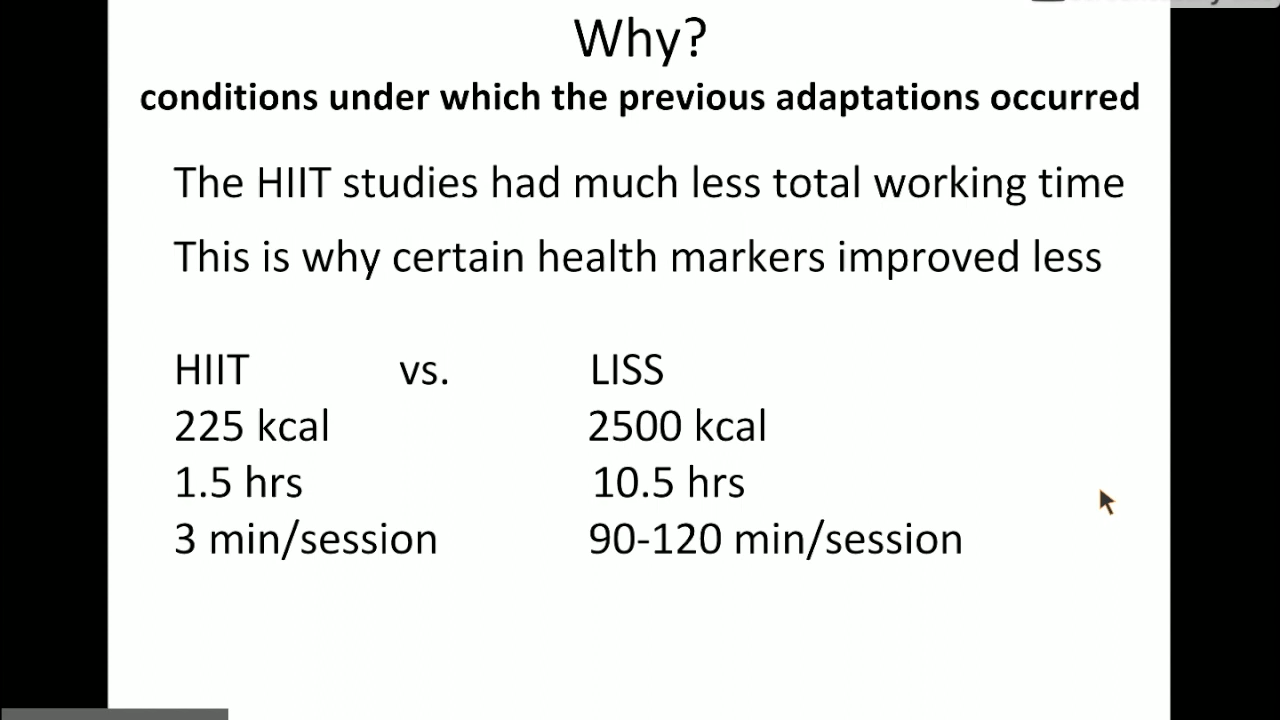 Why?
conditions under which the previous adaptations occurred
The HIIT studies had much less total working time
This is why certain health markers improved less
HIIT vs. LISS
225 kcal 2500 kcal
1.5 hrs 10.5 hrs
3 min/session 90-120 min/session